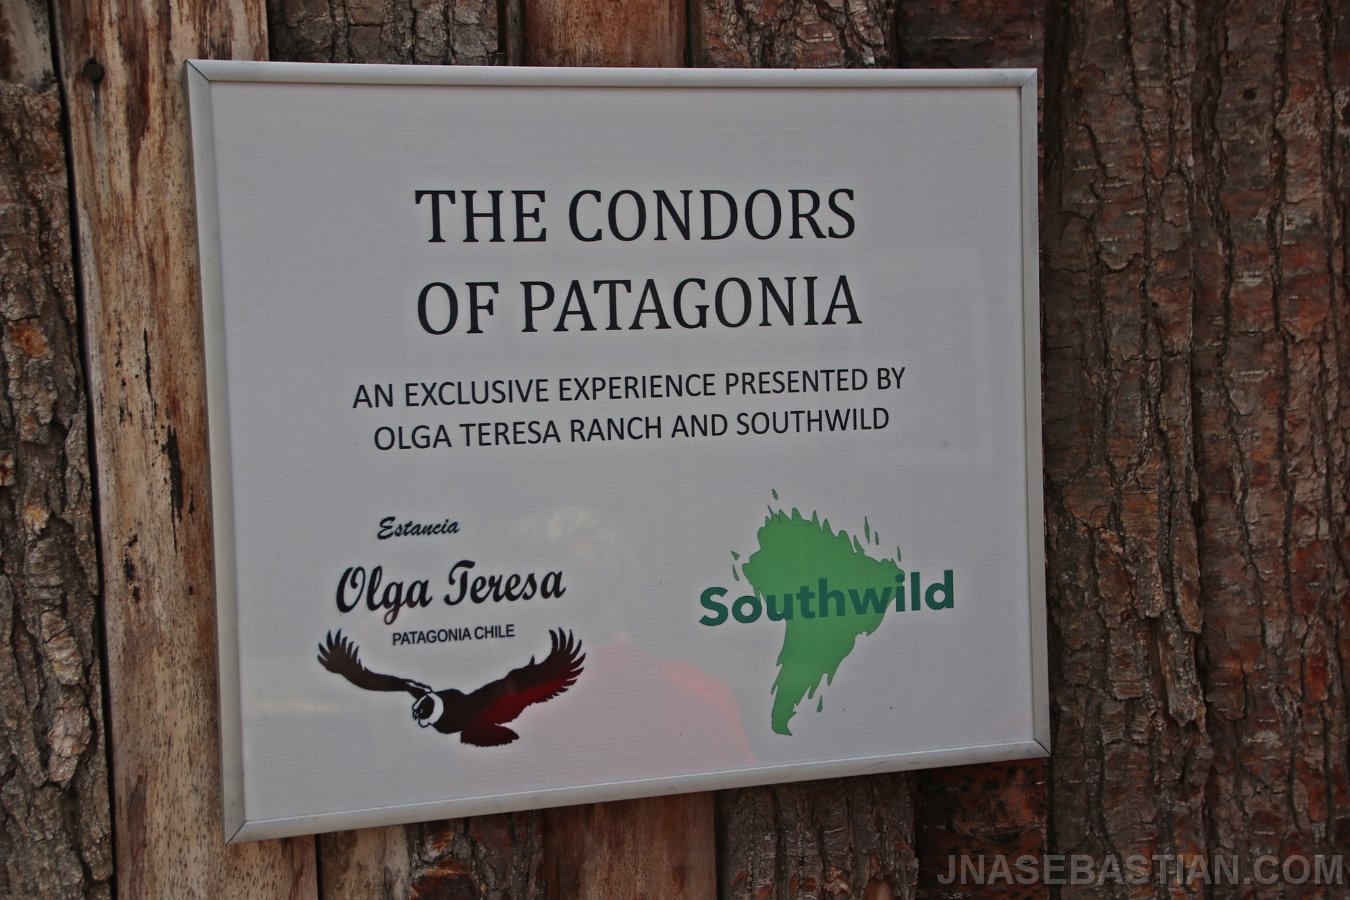 THE CONDORS
OF PATAGONIA
AN EXCLUSIVE EXPERIENCE PRESENTED BY
OLGA TERESA RANCH AND SOUTHWILD
Estancia
Olga Teresa
PATAGONIA CHILE
Southwild
JNASEBASTIAN.COM